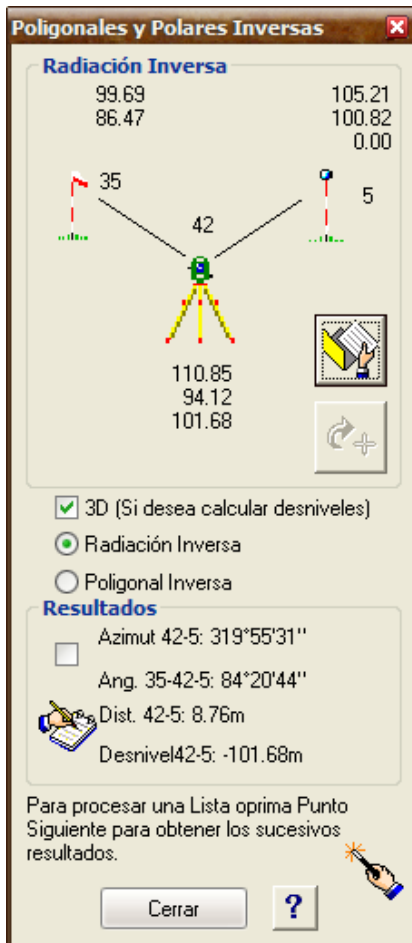 Poligonales y Polares Inversas
Radiación Inversa
99.69
86.47
105.21
100.82
0.00
35
5
42
110.85
94.12
101.68
3D (Si desea calcular desniveles)
Radiación Inversa
Poligonal Inversa
Resultados
Azimut 42-5: 319°55'31''
Ang. 35-42-5: 84°20'44''
Dist. 42-5: 8.76m
Desnivel42-5: -101.68m
Para procesar una Lista oprima Punto
Siguiente para obtener los sucesivos
resultados.
Cerrar
?